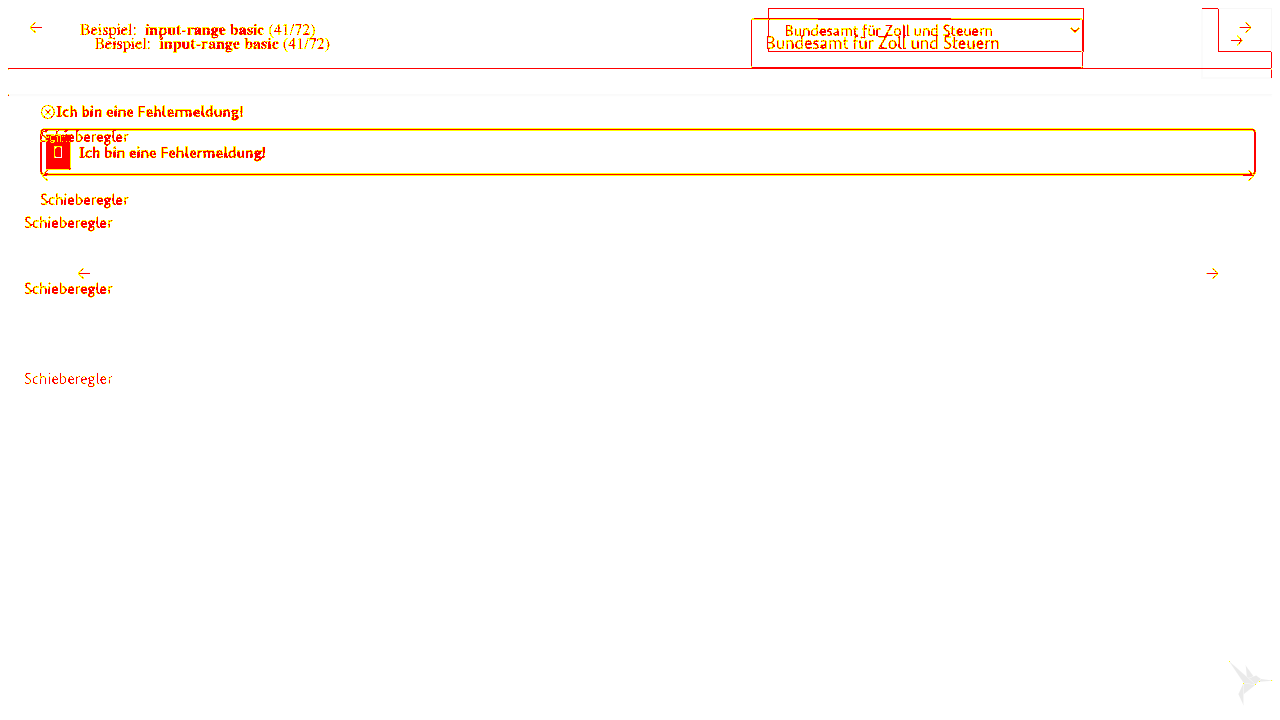 Beispiel: input-range basic (41/72)
Bundesamt für Zoll und Steuern
Beispiel: input-range basic (41/72)
Bundesamt für Zoll und Steuern
Ich bin eine Fehlermeldung!
Schieberegler
Ich bin eine Fehlermeldung!
Schieberegler
Schieberegler
Schieberegler
Schieberegler